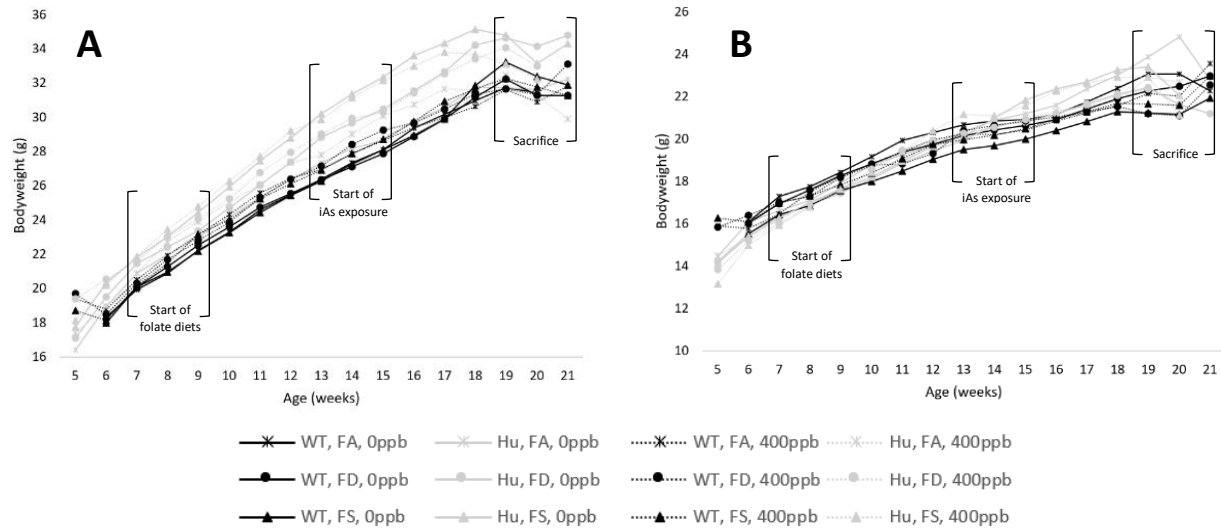 A
36
34
32
30
28
26
24
22
20
18
16
Bodyweight (g)
Start of
folate diets
Start of
iAs exposure
Sacrifice
5 6 7 8 9 10 11 12 13 14 15 16 17 18 19 20 21
Age (weeks)
B
26
24
22
20
18
16
14
12
10
Bodyweight (g)
Start of
folate diets
Start of
iAs exposure
Sacrifice
5 6 7 8 9 10 11 12 13 14 15 16 17 18 19 20 21
Age (weeks)
WT, FA, 0ppb Hu, FA, 0ppb WT, FA, 400ppb Hu, FA, 400ppb
WT, FD, 0ppb Hu, FD, 0ppb WT, FD, 400ppb Hu, FD, 400ppb
WT, FS, 0ppb Hu, FS, 0ppb WT, FS, 400ppb Hu, FS, 400ppb